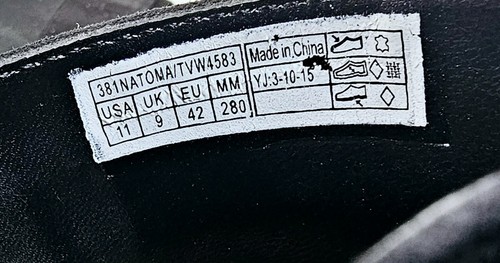 381NATOMA/TVW4583
USA UK EU MM
11 9 42 280
Made in China
YJ:3-10-15